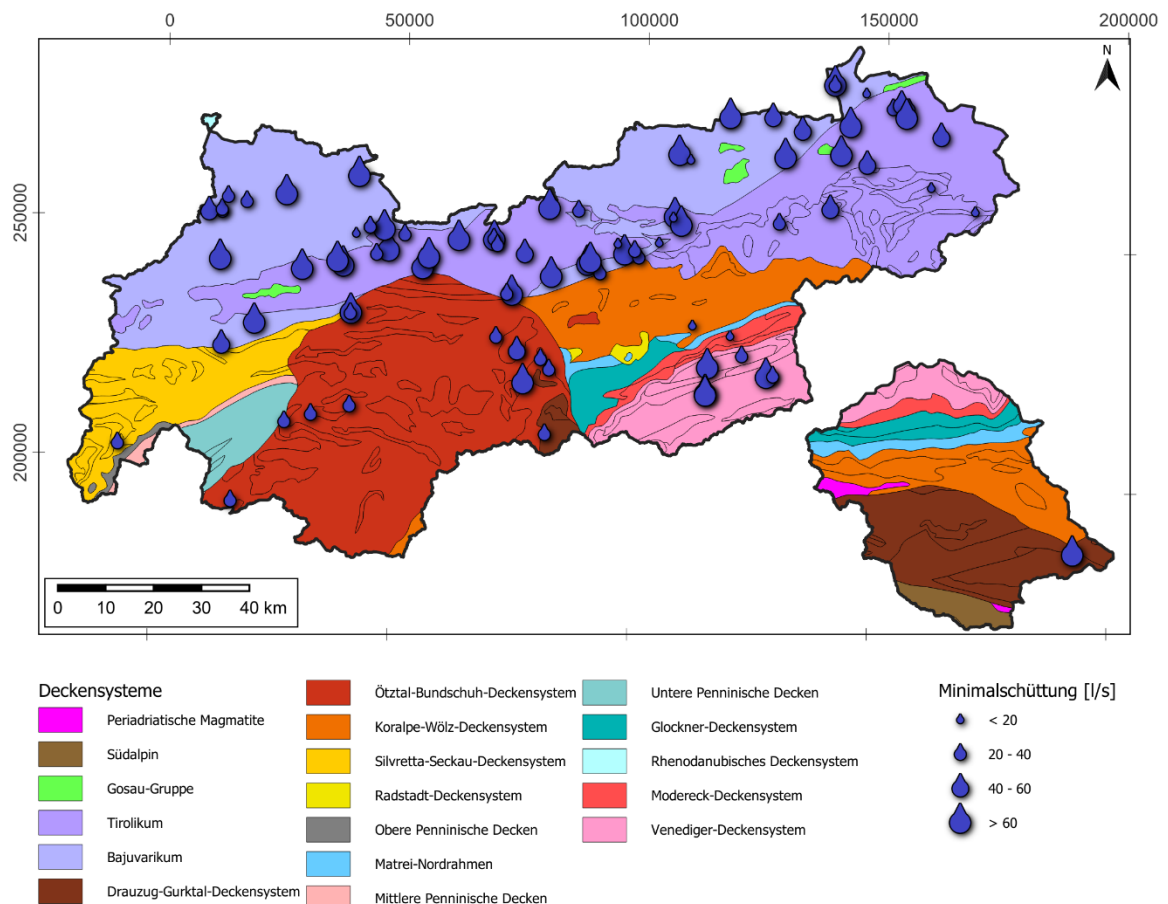 0 50000 100000 150000 200000
N
250000
200000
0 10 20 30 40 km
Deckensysteme
Periadriatische Magmatite
Südalpin
Gosau-Gruppe
Tirolikum
Bajuvarikum
Drauzug-Gurktal-Deckensystem
Ötztal-Bundschuh-Deckensystem
Koralpe-Wölz-Deckensystem
Silvretta-Seckau-Deckensystem
Radstadt-Deckensystem
Obere Penninische Decken
Matrei-Nordrahmen
Mittlere Penninische Decken
Untere Penninische Decken
Glockner-Deckensystem
Rhenodanubisches Deckensystem
Modereck-Deckensystem
Venediger-Deckensystem
Minimalschüttung [l/s]
< 20
20 - 40
40 - 60
> 60